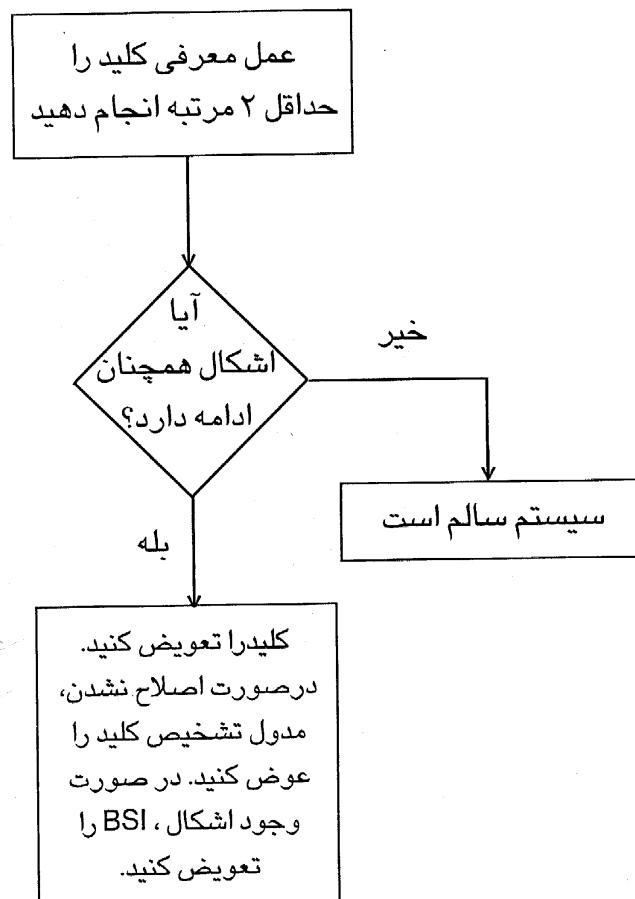 عمل معرفی کلید را
حداقل ۲ مرتبه انجام دهید
آیا
اشکال همچنان
ادامه دارد؟
خیر
سیستم سالم است
بله
کلیدرا تعویض کنید.
درصورت اصلاح نشدن،
مدول تشخیص کلید را
عوض کنید. در صورت
وجود اشکال ، BSI را
تعویض کنید.